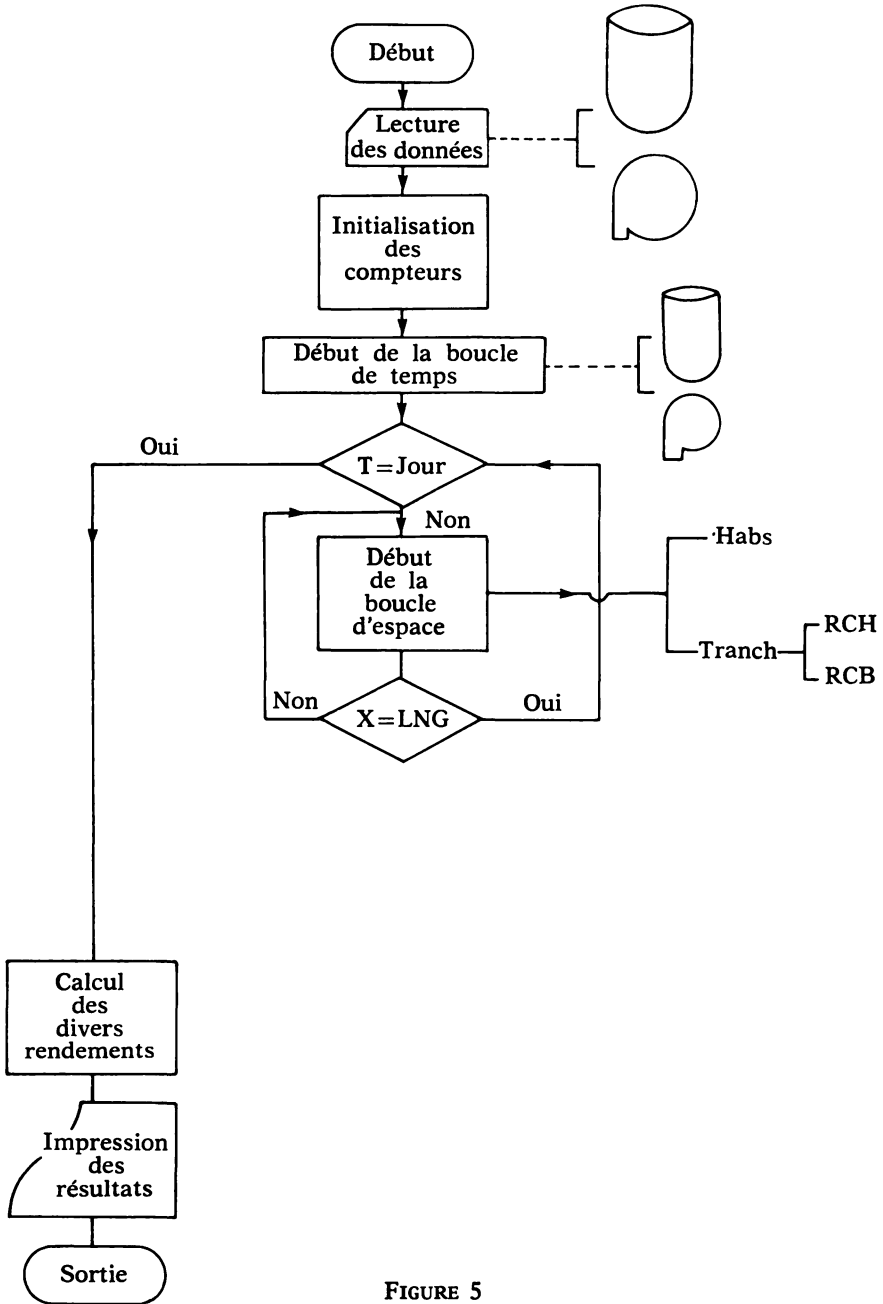 Début
Lecture
des données
Initialisation
des
compteurs
Début de la boucle
de temps
Oui
T=Jour
Non
Début
de la
boucle
d'espace
Habs
Tranch
RCH
RCB
Non
X=LNG
Oui
Calcul
des
divers
rendements
Impression
des
résultats
Sortie
FIGURE 5